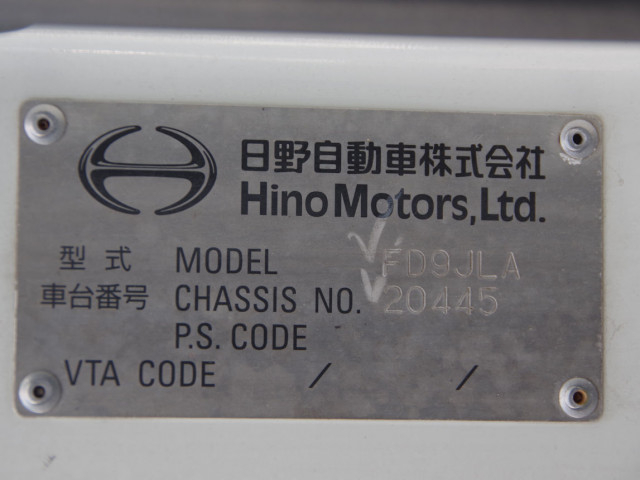 日野自動車株式会社
Hino Motors, Ltd.
型式 MODEL FD9JLA
車台番号 CHASSIS NO. 20445
P.S. CODE
VTA CODE / /